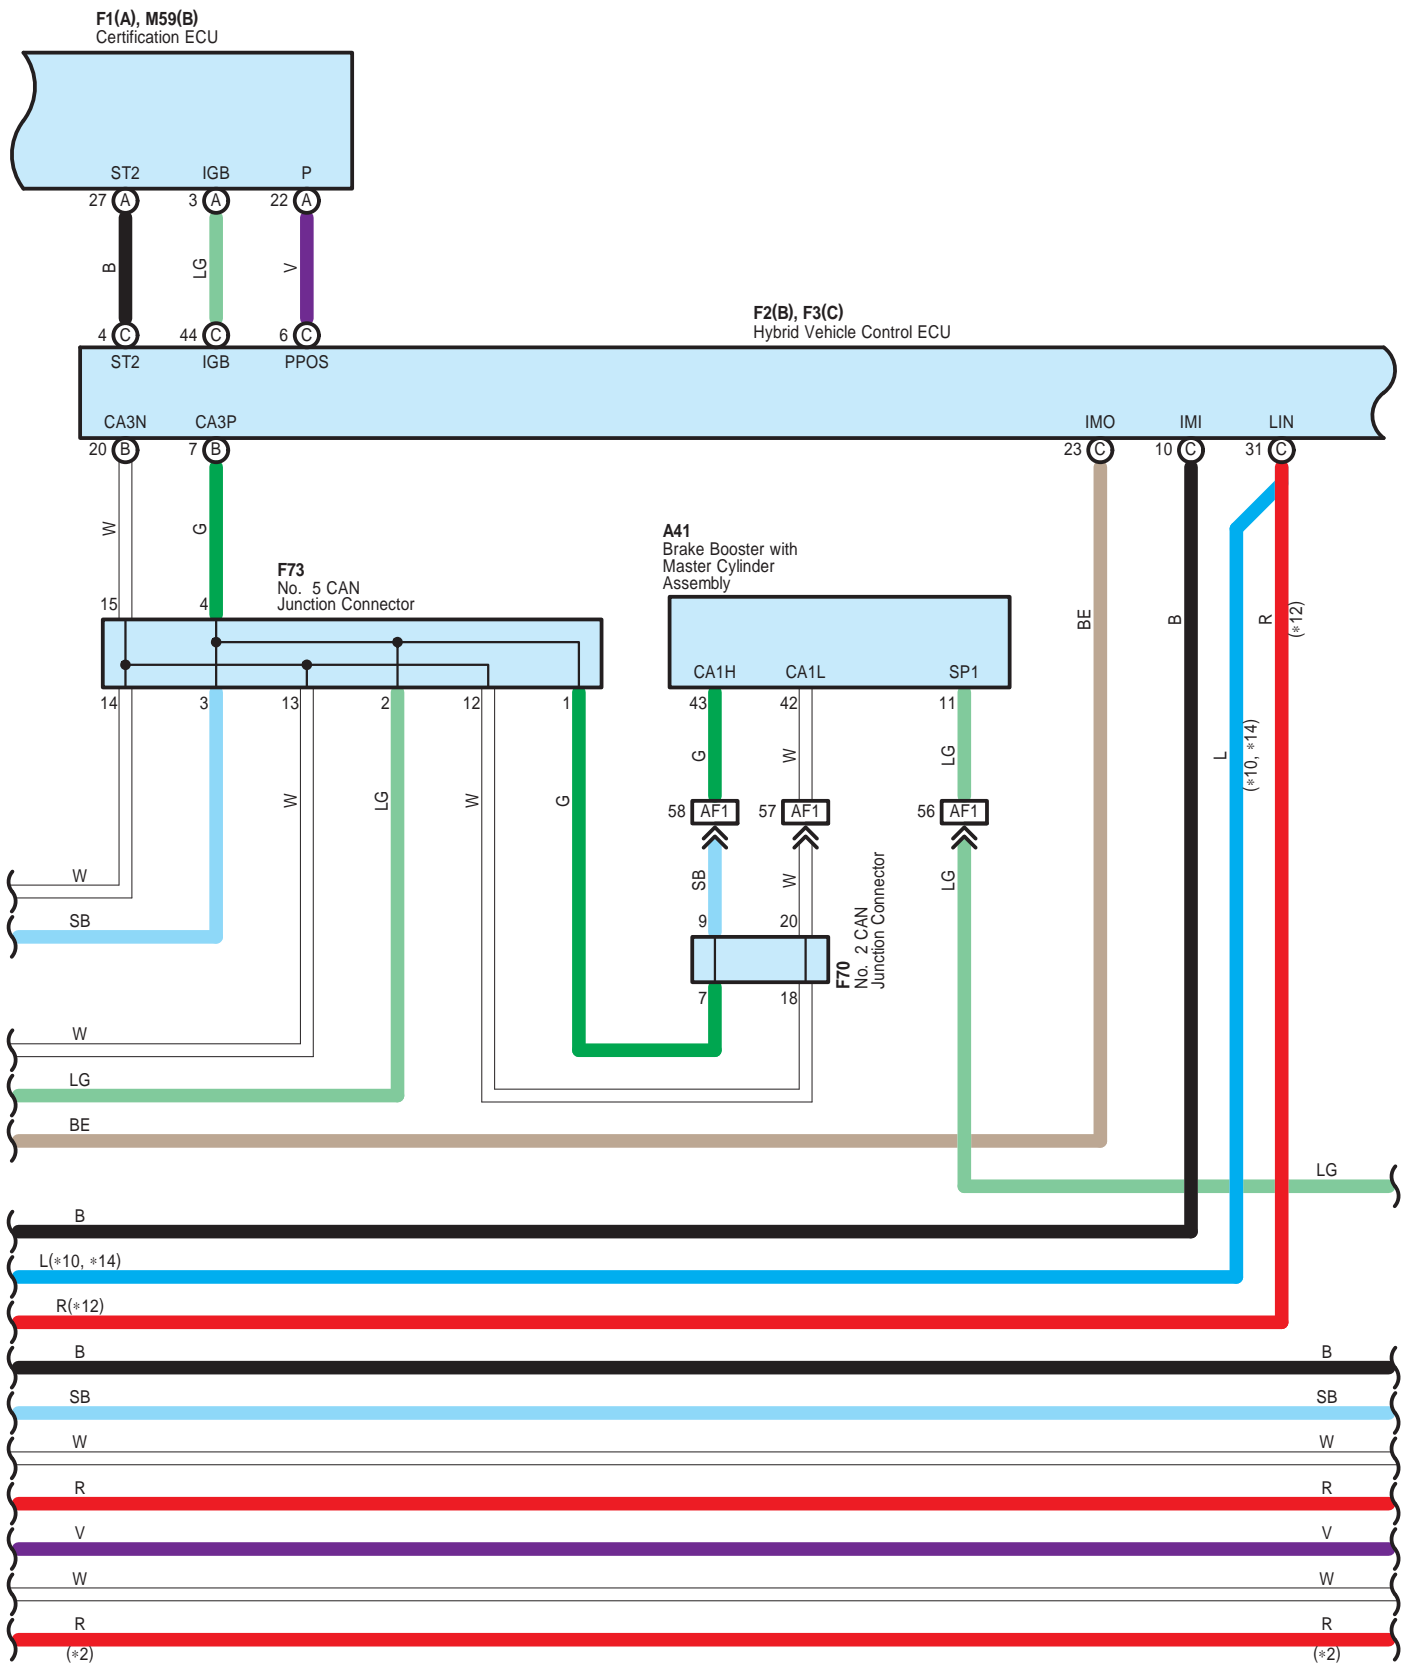 F1(A), M59(B)
Certification ECU
ST2 IGB P
27 A 3 A 22 A
B LG V
F2(B), F3(C)
Hybrid Vehicle Control ECU
4 C 44 C 6 C
ST2 IGB PPOS
CA3N CA3P IMO IMI LIN
20 B 7 B 23 C 10 C 31 C
W G
A41
Brake Booster with
Master Cylinder
Assembly
F73
No. 5 CAN
Junction Connector
15 4
BE B R (*12)
CA1H CA1L SP1
14 3 13 2 12 1 43 42 11
G W LG
L (*10, *14)
W LG W G
58 AF1 57 AF1 56 AF1
SB W LG
W
SB
9 20
F70
No. 2 CAN
Junction Connector
7 18
W
LG
BE
LG
B
L(*10, *14)
R(*12)
B B
SB SB
W W
R R
V V
W W
R R
(*2) (*2)